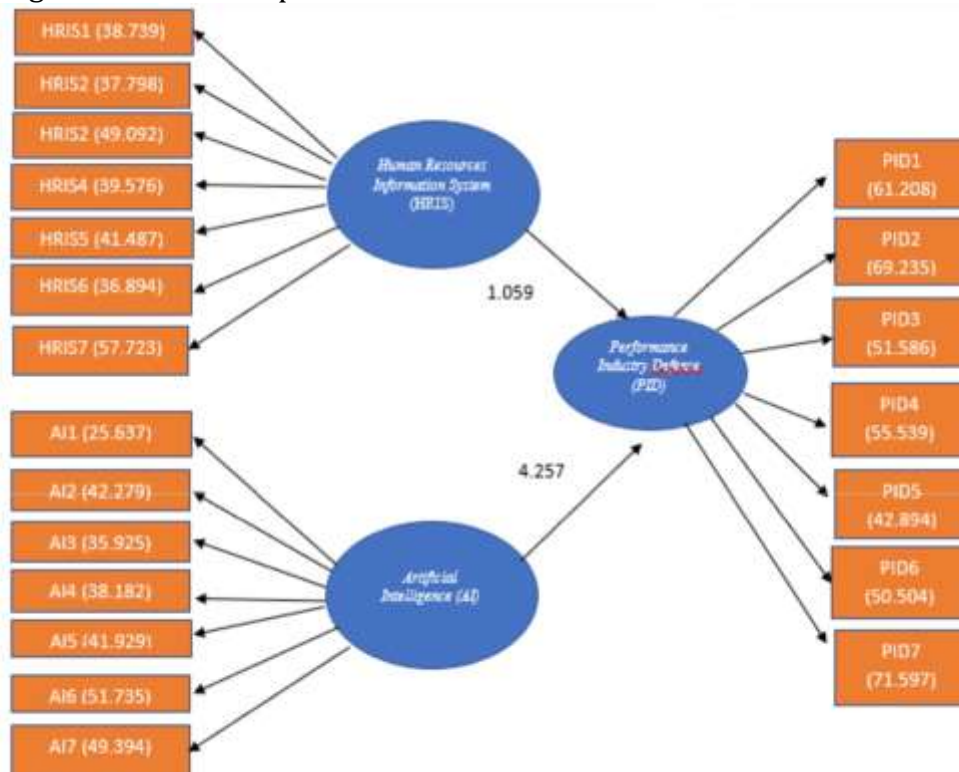 HRIS1 (38.739)
HRIS2 (37.798)
HRIS2 (49.092)
HRIS4 (39.576)
HRIS5 (41.487)
HRIS6 (36.894)
HRIS7 (57.723)
Human Resources
Information System
(HRIS)
1.059
AI1 (25.637)
AI2 (42.279)
AI3 (35.925)
AI4 (38.182)
AI5 (41.929)
AI6 (51.735)
AI7 (49.394)
Artificial
Intelligence (AI)
4.257
Performance
Industry Defence
(PID)
PID1
(61.208)
PID2
(69.235)
PID3
(51.586)
PID4
(55.539)
PID5
(42.894)
PID6
(50.504)
PID7
(71.597)